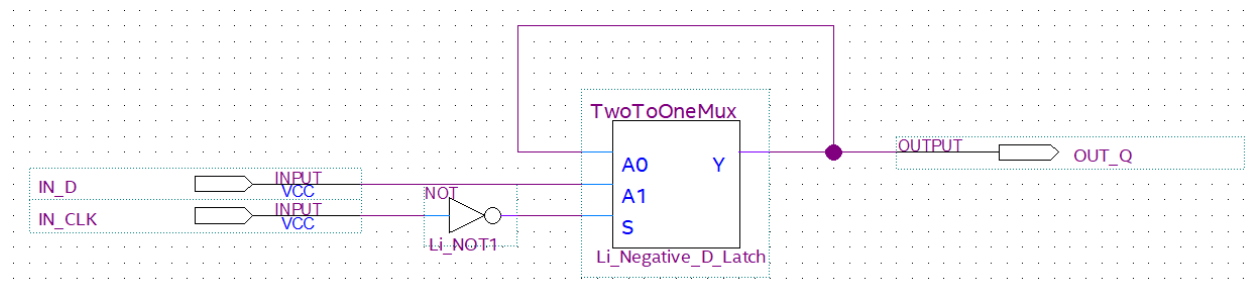 TwoToOneMux
A0
Y
A1
S
Li_Negative_D_Latch
OUTPUT
OUT_Q
IN_D
INPUT
VCC
IN_CLK
INPUT
VCC
NOT
Li_NOT1